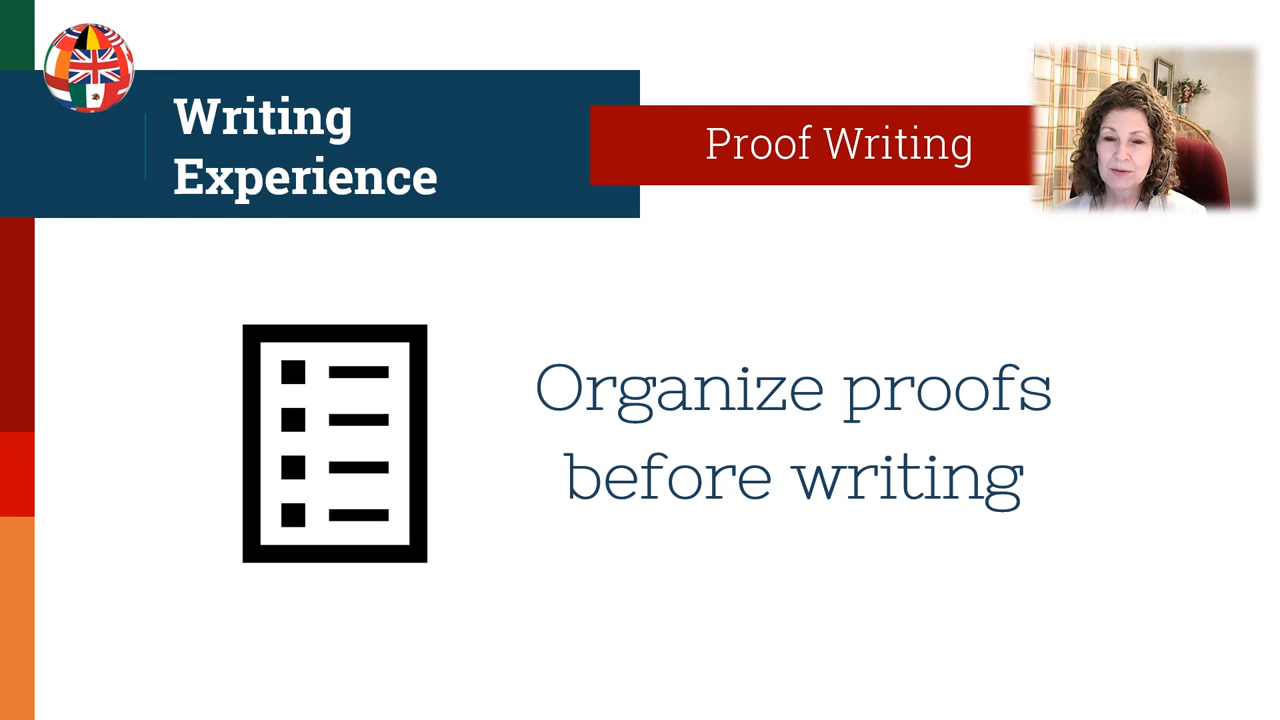 Writing
Experience
Proof Writing
Organize proofs
before writing